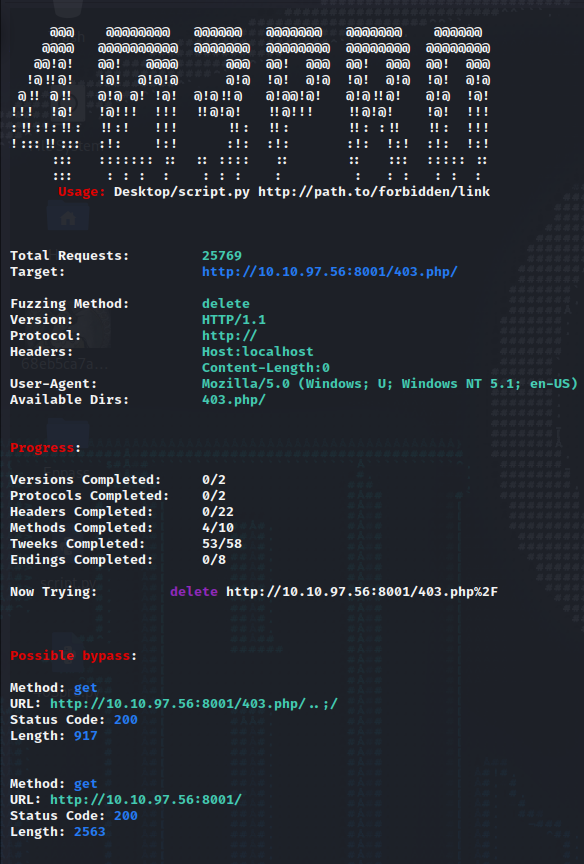 Usage: Desktop/script.py http://path.to/forbidden/link
Total Requests: 25769
Target: http://10.10.97.56:8001/403.php/
Fuzzing Method: delete
Version: HTTP/1.1
Protocol: http://
Headers: Host:localhost
Content-Length:0
User-Agent: Mozilla/5.0 (Windows; U; Windows NT 5.1; en-US)
Available Dirs: 403.php/
Progress:
Versions Completed: 0/2
Protocols Completed: 0/2
Headers Completed: 0/22
Methods Completed: 4/10
Tweeks Completed: 53/58
Endings Completed: 0/8
Now Trying: delete http://10.10.97.56:8001/403.php%2F
Possible bypass:
Method: get
URL: http://10.10.97.56:8001/403.php/..;/
Status Code: 200
Length: 917
Method: get
URL: http://10.10.97.56:8001/
Status Code: 200
Length: 2563